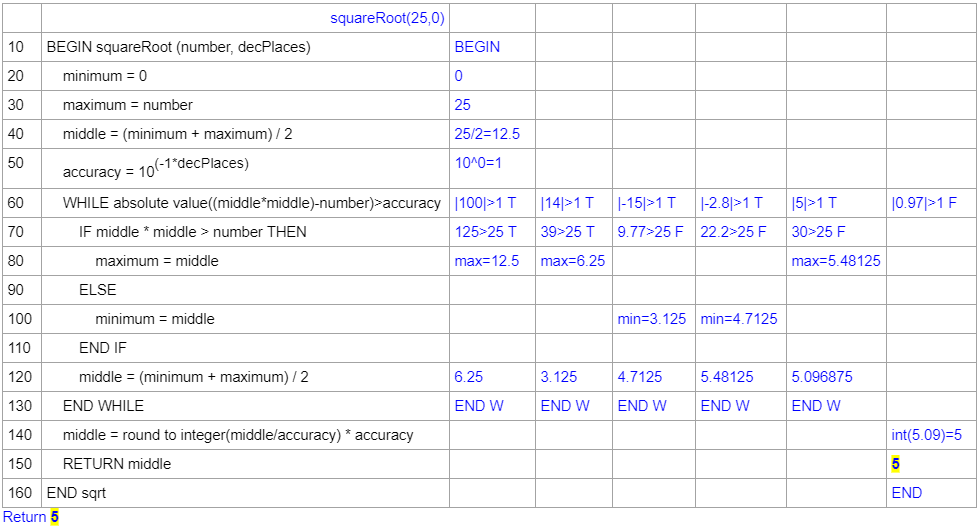 squareRoot(25,0)
10 BEGIN squareRoot (number, decPlaces) BEGIN
20 minimum = 0 0
30 maximum = number 25
40 middle = (minimum + maximum) / 2 25/2=12.5
50 accuracy = 10^(-1*decPlaces) 10^0=1
60 WHILE absolute value((middle*middle)-number)>accuracy |100|>1 T |14|>1 T |-15|>1 T |-2.8|>1 T |5|>1 T |0.97|>1 F
70 IF middle * middle > number THEN 125>25 T 39>25 T 9.77>25 F 22.2>25 F 30>25 F
80 maximum = middle max=12.5 max=6.25 max=5.48125
90 ELSE
100 minimum = middle min=3.125 min=4.7125
110 END IF
120 middle = (minimum + maximum) / 2 6.25 3.125 4.7125 5.48125 5.096875
130 END WHILE END W END W END W END W END W
140 middle = round to integer(middle/accuracy) * accuracy int(5.09)=5
150 RETURN middle 5
160 END sqrt END
Return 5